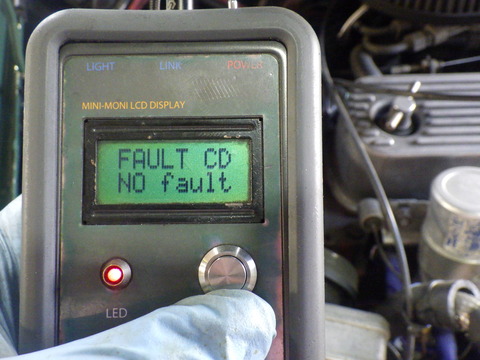 LIGHT LINK POWER
MINI-MONI LCD DISPLAY
FAULT CD
NO fault
LED